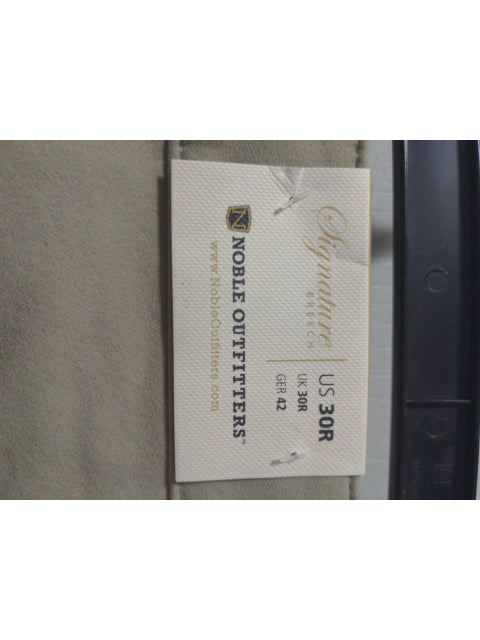 Signature
BREECH
US 30R
UK 30R
GER 42
N
NOBLE OUTFITTERS™
www.NobleOutfitters.com